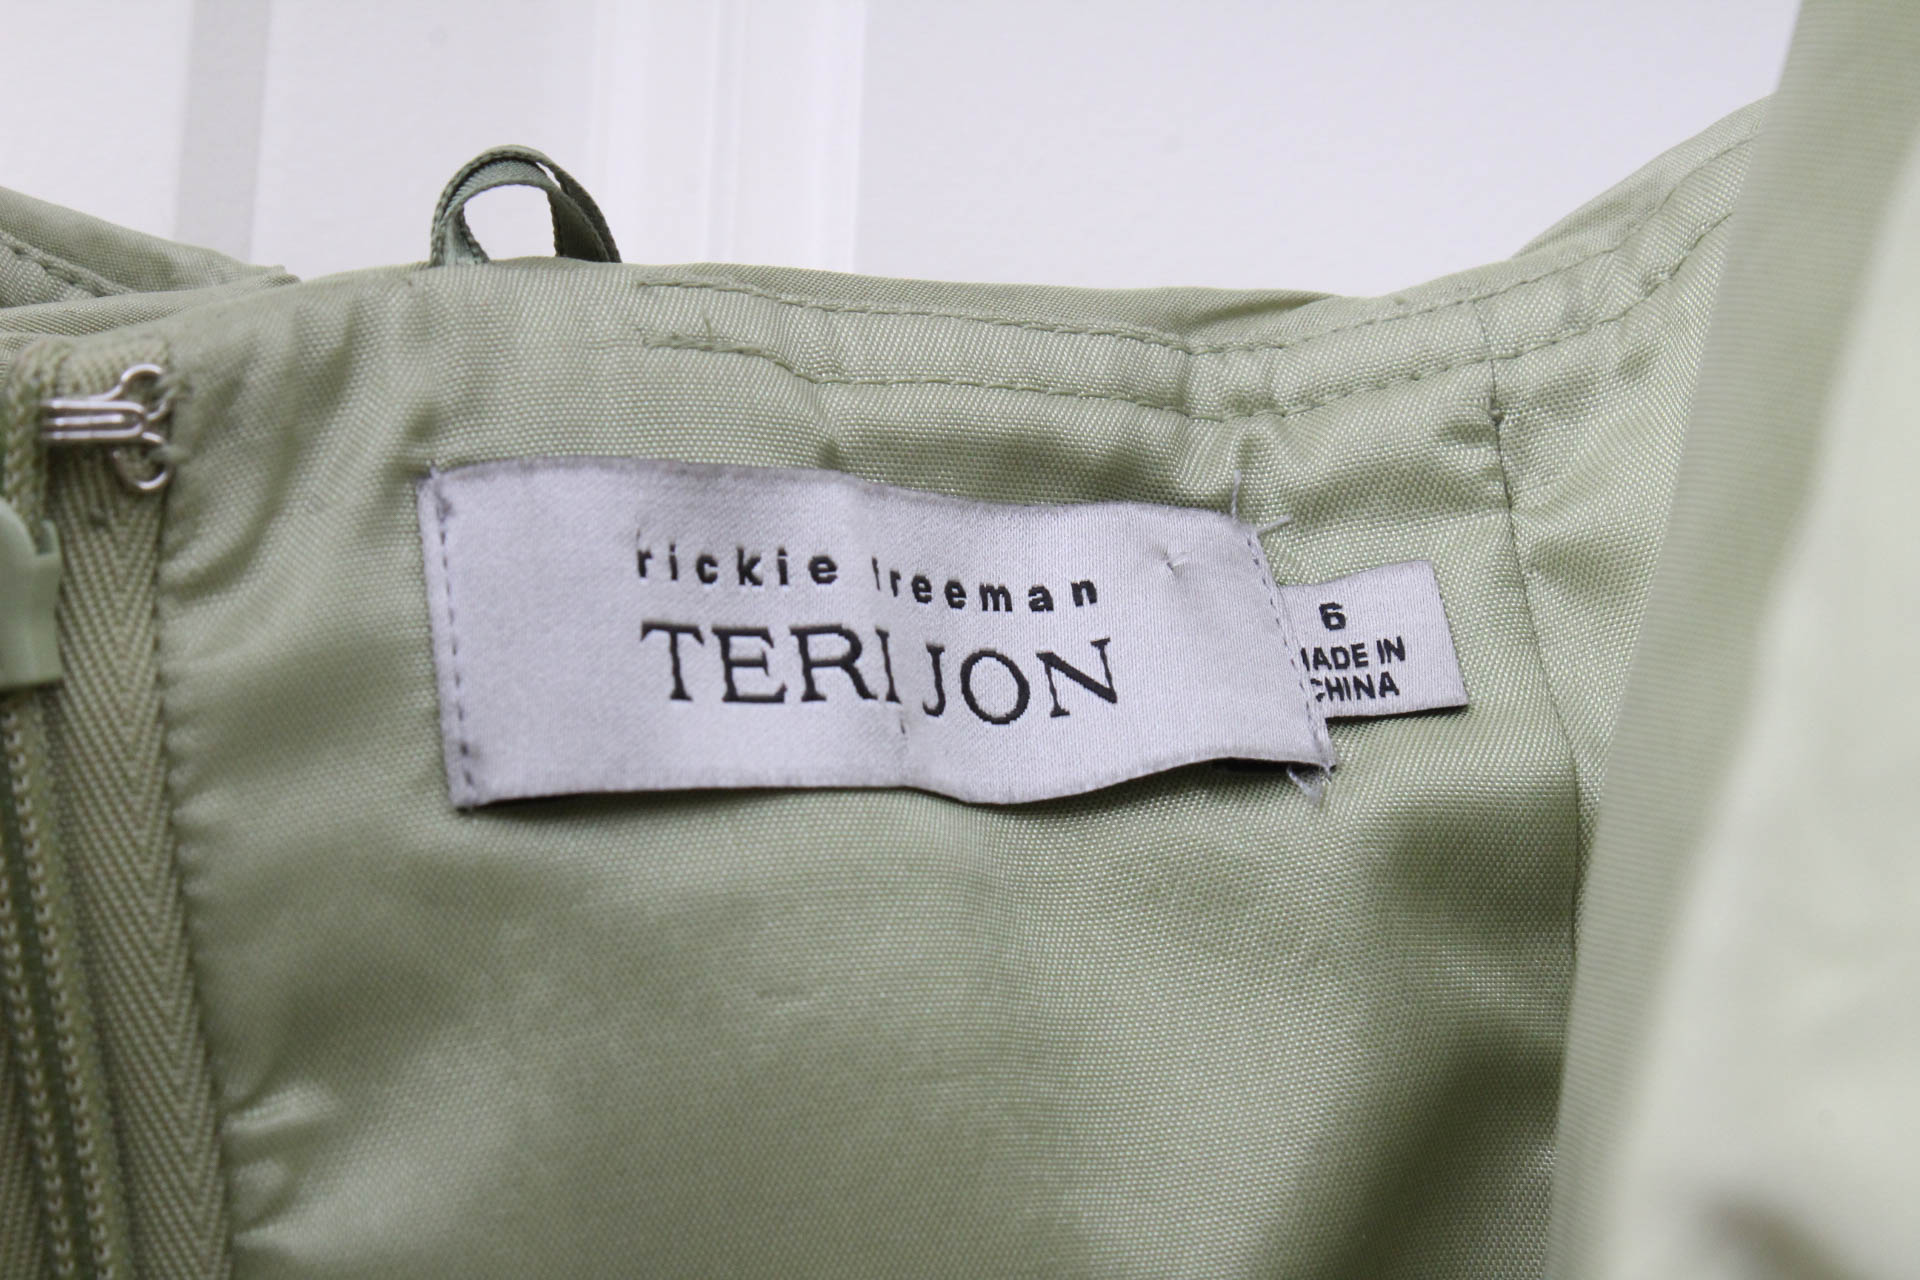 rickie freeman
TERI JON
6
MADE IN
CHINA